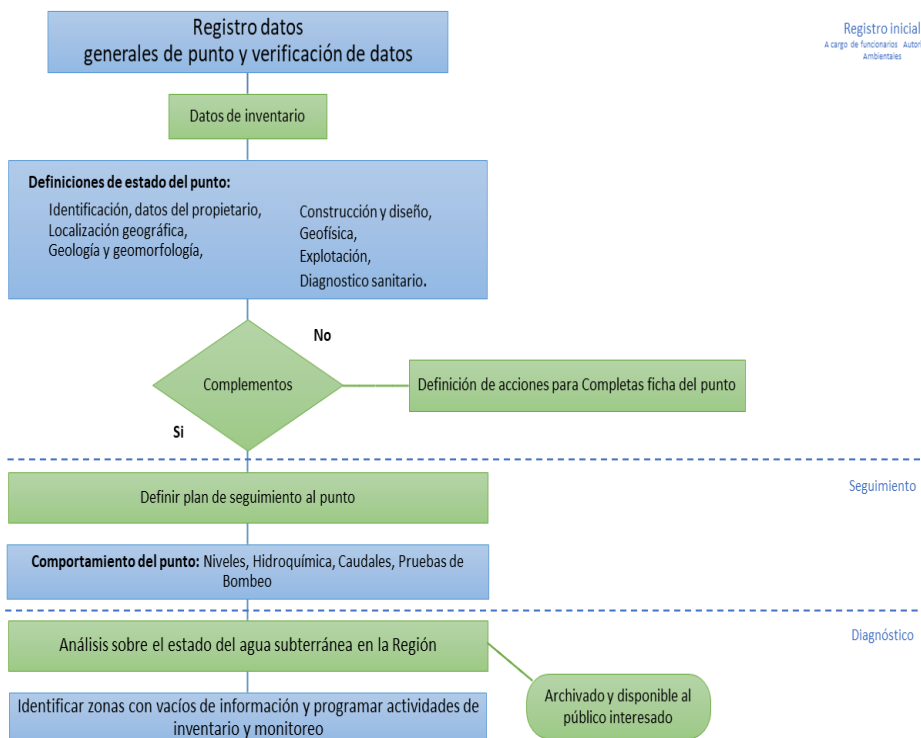 Registro datos
generales de punto y verificación de datos
Registro inicial
A cargo de funcionarios Autori
Ambientales
Datos de inventario
Definiciones de estado del punto:
Identificación, datos del propietario,
Localización geográfica,
Geología y geomorfología,
Construcción y diseño,
Geofísica,
Explotación,
Diagnostico sanitario.
No
Complementos
Definición de acciones para Completas ficha del punto
Si
Definir plan de seguimiento al punto
Seguimiento
Comportamiento del punto: Niveles, Hidroquímica, Caudales, Pruebas de
Bombeo
Análisis sobre el estado del agua subterránea en la Región
Diagnóstico
Archivado y disponible al
público interesado
Identificar zonas con vacíos de información y programar actividades de
inventario y monitoreo